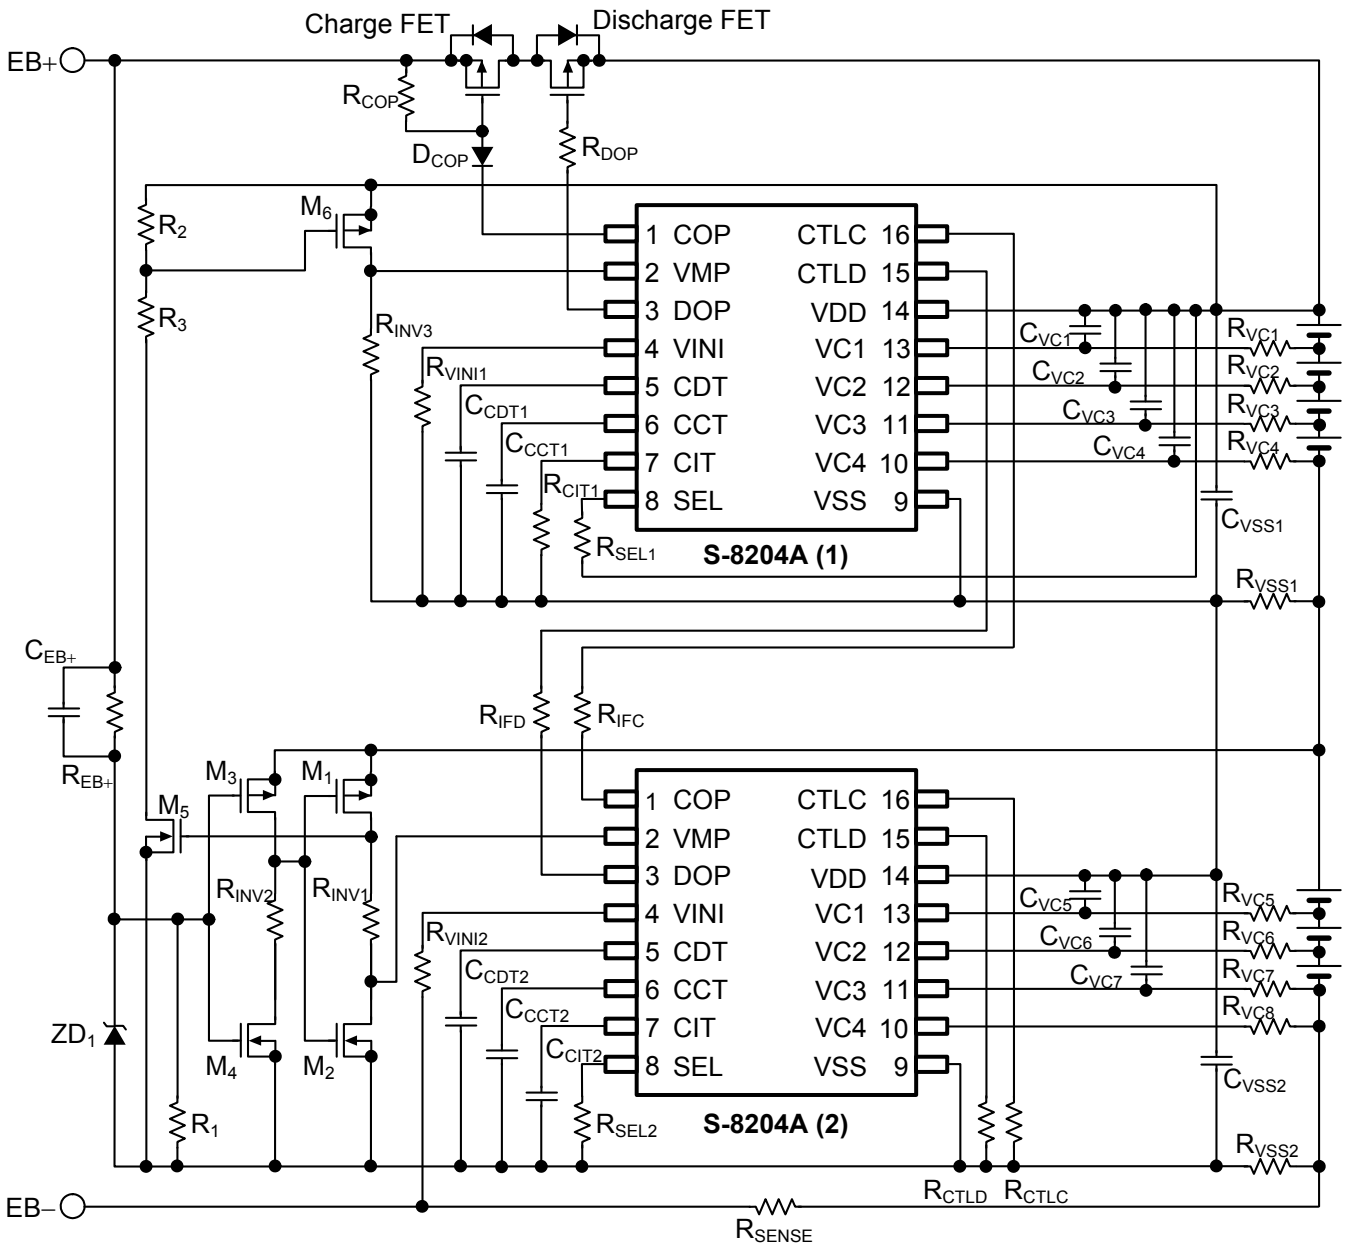 Charge FET
Discharge FET
EB+
RCOP
DCOP
RDOP
R2
M6
R3
RINV3
1 COP CTLC 16
2 VMP CTLD 15
3 DOP VDD 14
4 VINI VC1 13
5 CDT VC2 12
6 CCT VC3 11
7 CIT VC4 10
8 SEL VSS 9
S-8204A (1)
RVINI1
CCDT1
CCCT1
RCIT1
RSEL1
CVC1
CVC2
CVC3
CVC4
RVC1
RVC2
RVC3
RVC4
CVSS1
RVSS1
CEB+
REB+
RIFD
RIFC
M3
M1
M5
RINV2
RINV1
1 COP CTLC 16
2 VMP CTLD 15
3 DOP VDD 14
4 VINI VC1 13
5 CDT VC2 12
6 CCT VC3 11
7 CIT VC4 10
8 SEL VSS 9
S-8204A (2)
RVINI2
CCDT2
CCCT2
CCIT2
RSEL2
CVC5
CVC6
CVC7
RVC5
RVC6
RVC7
RVC8
CVSS2
RVSS2
ZD1
M4
M2
R1
RCTLD
RCTLC
EB−
RSENSE